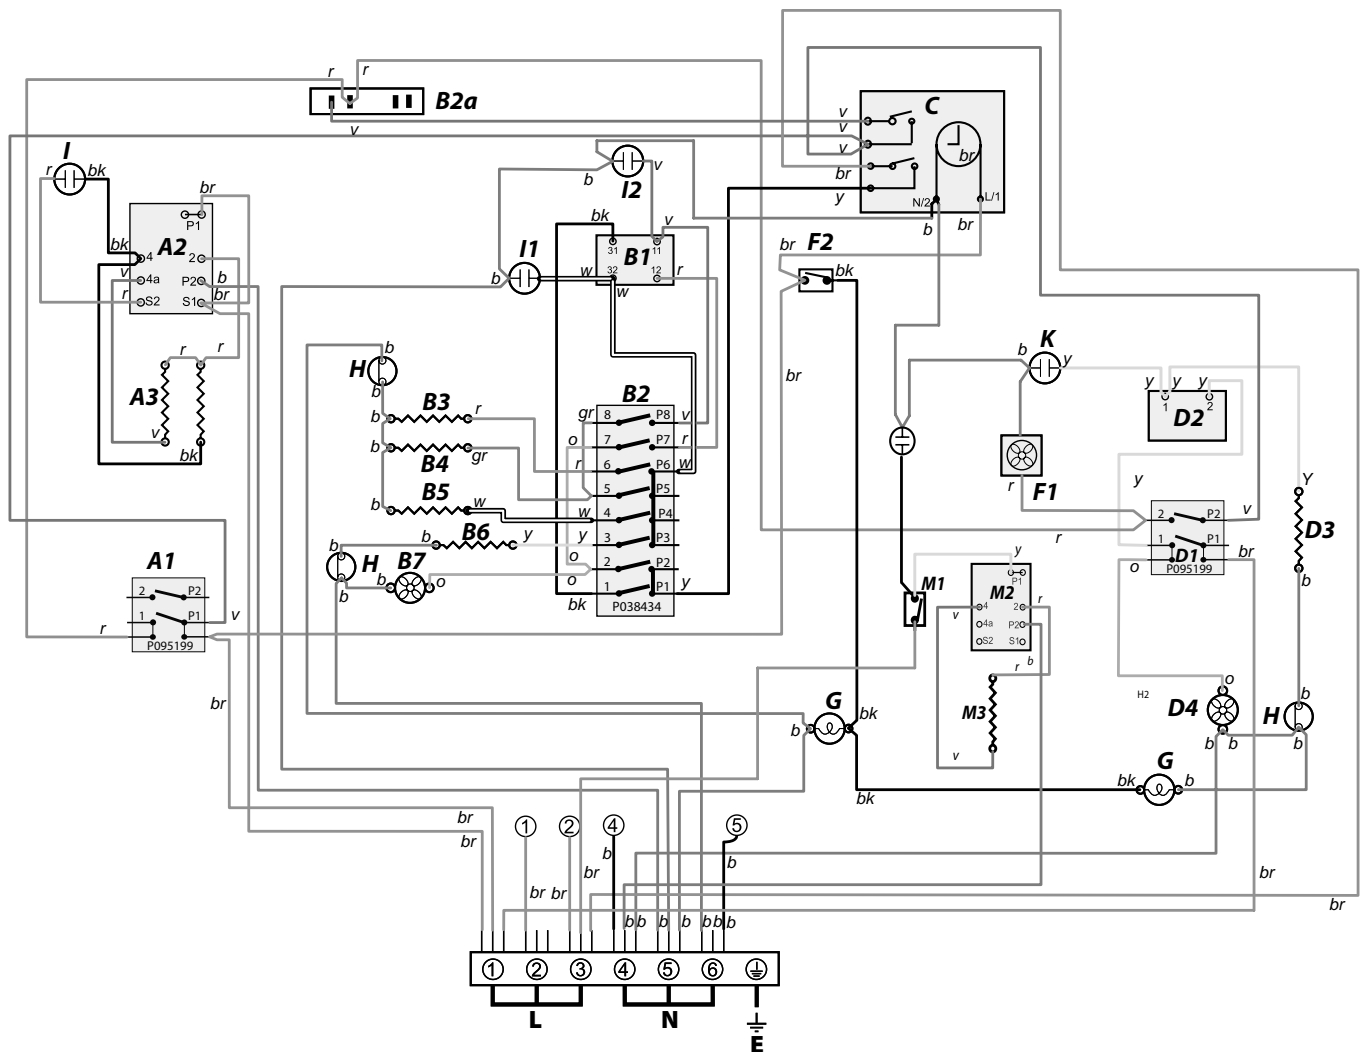 r
r
B2a
v
v
v
v
C
br
br
y
N/2
L/1
b
br
I
r
bk
br
P1
A2
bk
4
2
v
4a
P2
b
r
S2
S1
br
b
v
I2
bk
v
31
11
B1
I1
b
w
32
12
r
w
br
F2
bk
r
r
A3
v
bk
H
b
b
b
B3
r
b
B4
gr
b
B5
w
B2
gr
8
P8
v
o
7
P7
r
r
6
P6
w
5
P5
w
4
P4
y
3
P3
o
2
P2
o
1
P1
y
bk
P038434
b
b
B6
y
H
B7
b
o
b
br
K
b
y
y
y
y
1
2
D2
F1
r
y
Y
D3
b
2
P2
v
1
P1
br
o
D1
P095199
r
A1
2
P2
1
P1
v
r
P095199
M1
y
P1
M2
v
4
2
r
4a
P2
S2
S1
b
r
M3
v
H2
o
D4
b
b
b
H
b
G
b
bk
bk
G
bk
b
br
br
br
1
2
4
5
b
b
br
br
br
br
br
b
b
b
b
b
b
b
1
2
3
4
5
6
L
N
E